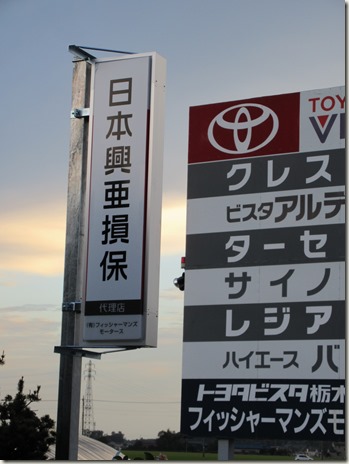 日本興亜損保
代理店
(有)フィッシャーマンズ
モータース
TOY
VI
クレス
ビスタアルテ
ターセ
サイノ
レジア
ハイエース バ
トヨタビスタ栃木
フィッシャーマンズモ